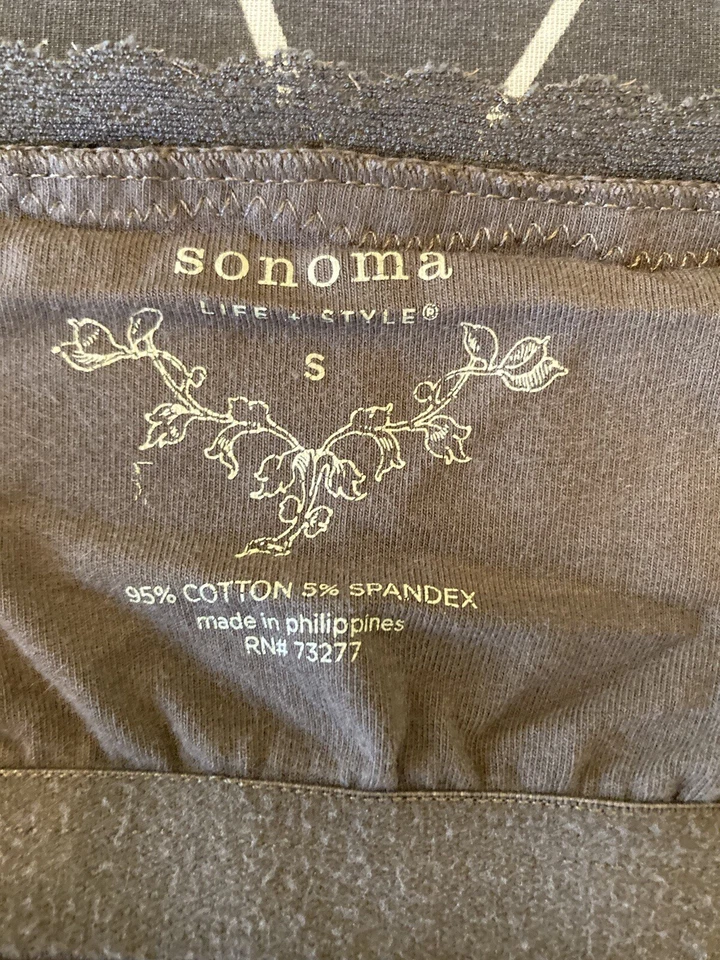 sonoma
LIFE + STYLE®
S
95% COTTON 5% SPANDEX
made in philippines
RN# 73277